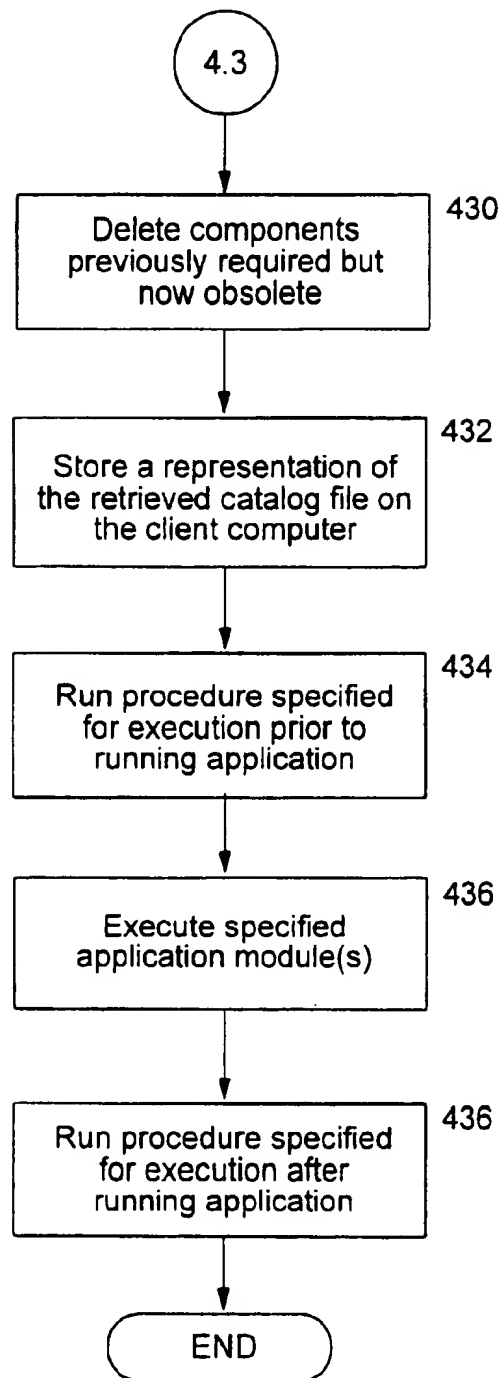 4.3
430
Delete components
previously required but
now obsolete
432
Store a representation of
the retrieved catalog file on
the client computer
434
Run procedure specified
for execution prior to
running application
436
Execute specified
application module(s)
436
Run procedure specified
for execution after
running application
END